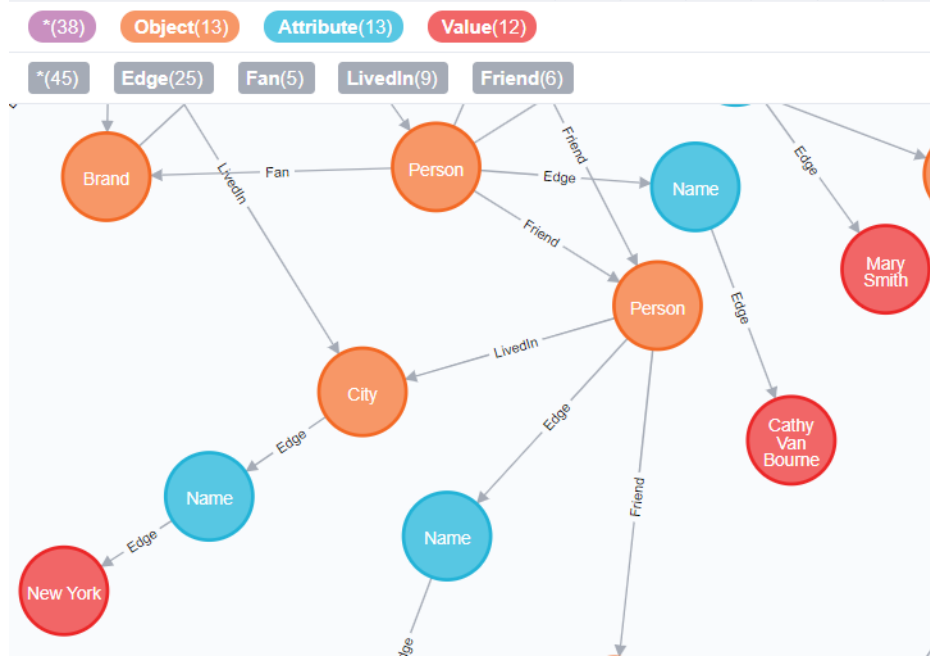 *(38) Object(13) Attribute(13) Value(12)
*(45) Edge(25) Fan(5) LivedIn(9) Friend(6)
Friend
Edge
Brand
Fan
Person
Edge
Name
LivedIn
Friend
Mary
Smith
Person
Edge
LivedIn
City
Edge
Edge
Cathy
Van
Bourne
Name
Friend
Name
Edge
New York
dge